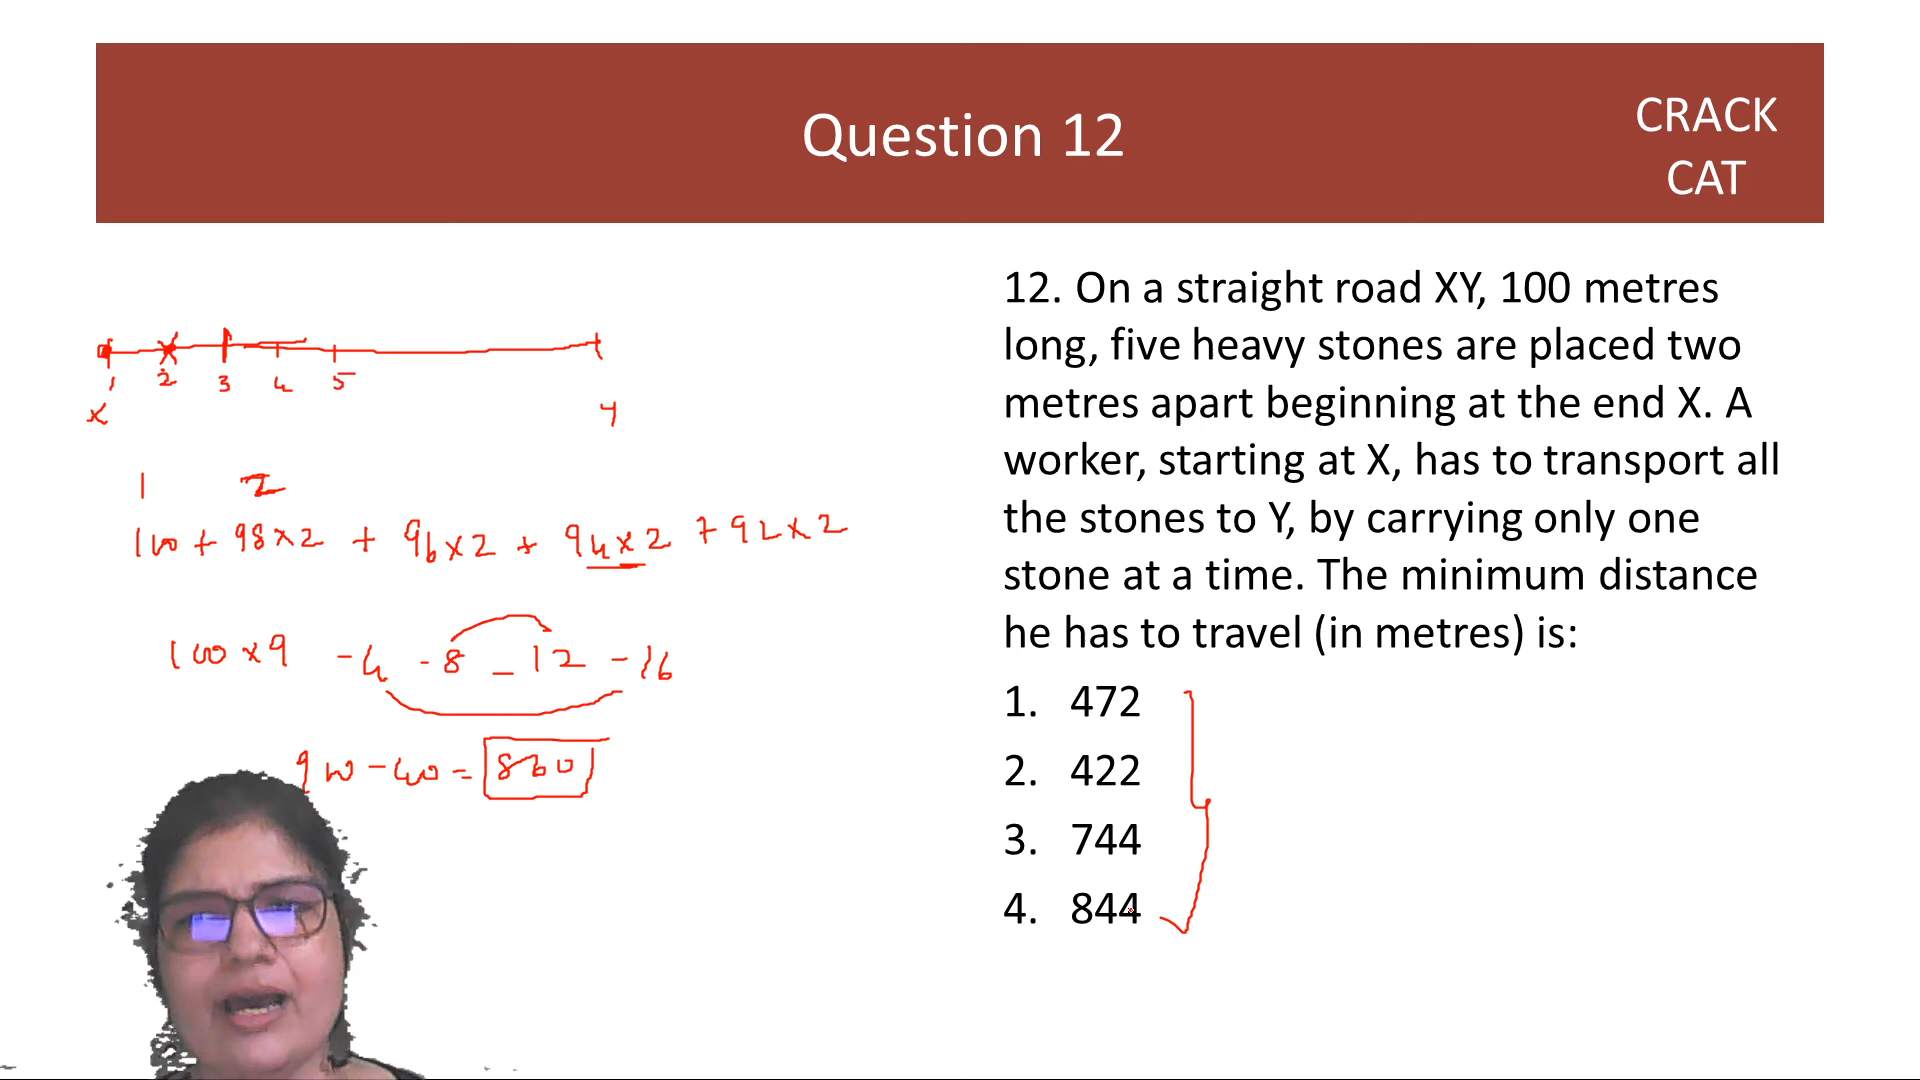 Question 12
CRACK
CAT
12. On a straight road XY, 100 metres
long, five heavy stones are placed two
metres apart beginning at the end X. A
worker, starting at X, has to transport all
the stones to Y, by carrying only one
stone at a time. The minimum distance
he has to travel (in metres) is:
1. 472
2. 422
3. 744
4. 844
1 2 3 4 5
X Y
1 2
100 + 98 x 2 + 96 x 2 + 94 x 2 + 92 x 2
100 x 9 - 4 - 8 - 12 - 16
900 - 40 = 860